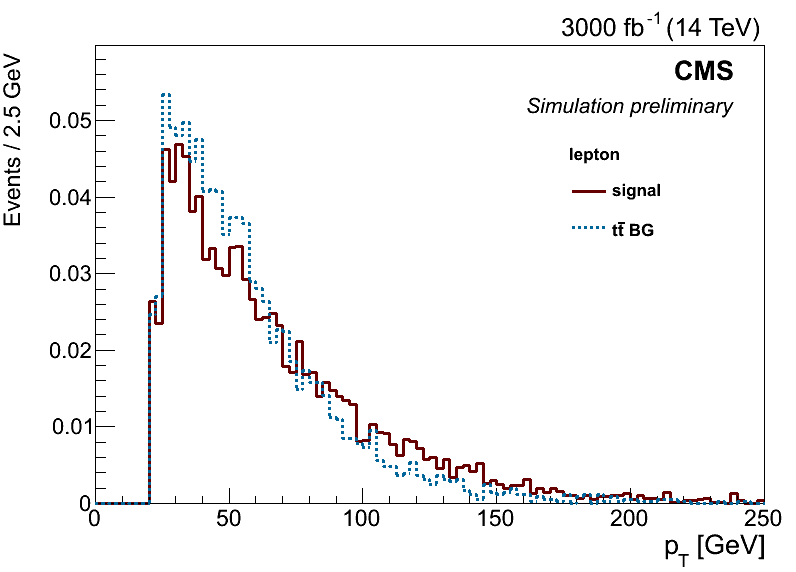 3000 fb⁻¹ (14 TeV)
CMS
Simulation preliminary
lepton
signal
tt̄ BG
Events / 2.5 GeV
0.05
0.04
0.03
0.02
0.01
0
0 50 100 150 200 250
p_T [GeV]